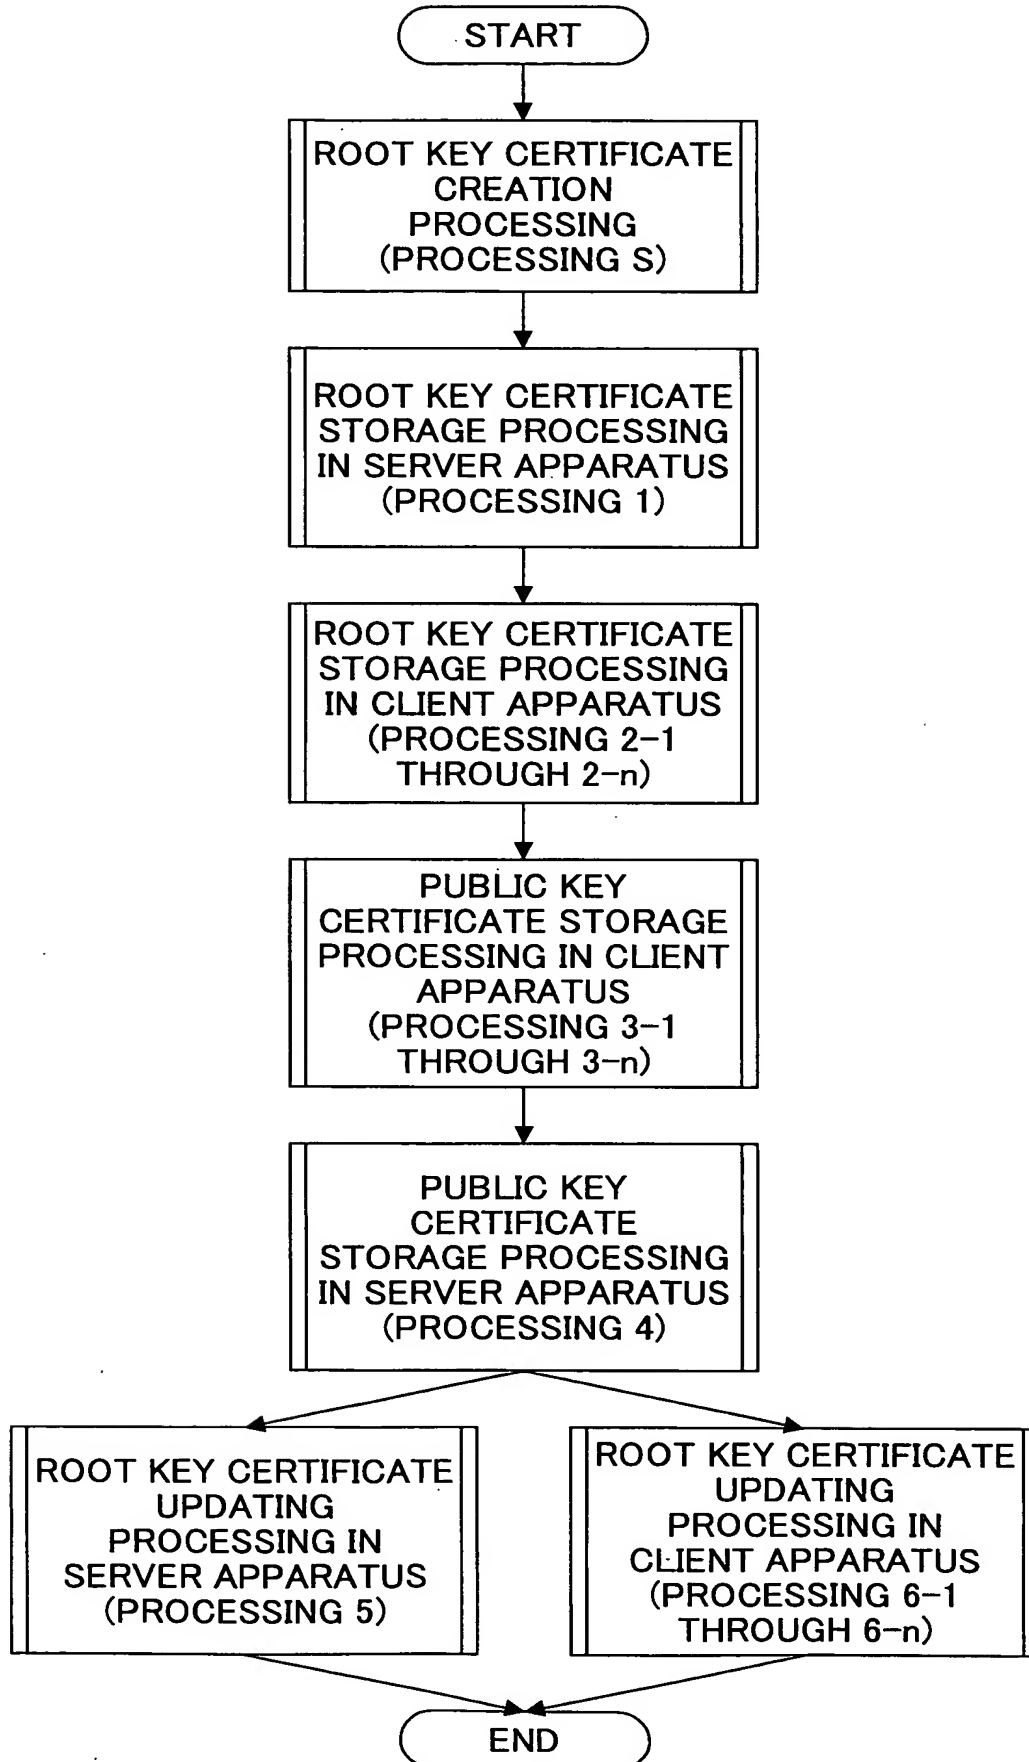 START
ROOT KEY CERTIFICATE
CREATION
PROCESSING
(PROCESSING S)
ROOT KEY CERTIFICATE
STORAGE PROCESSING
IN SERVER APPARATUS
(PROCESSING 1)
ROOT KEY CERTIFICATE
STORAGE PROCESSING
IN CLIENT APPARATUS
(PROCESSING 2-1
THROUGH 2-n)
PUBLIC KEY
CERTIFICATE STORAGE
PROCESSING IN CLIENT
APPARATUS
(PROCESSING 3-1
THROUGH 3-n)
PUBLIC KEY
CERTIFICATE
STORAGE PROCESSING
IN SERVER APPARATUS
(PROCESSING 4)
ROOT KEY CERTIFICATE
UPDATING
PROCESSING IN
SERVER APPARATUS
(PROCESSING 5)
ROOT KEY CERTIFICATE
UPDATING
PROCESSING IN
CLIENT APPARATUS
(PROCESSING 6-1
THROUGH 6-n)
END